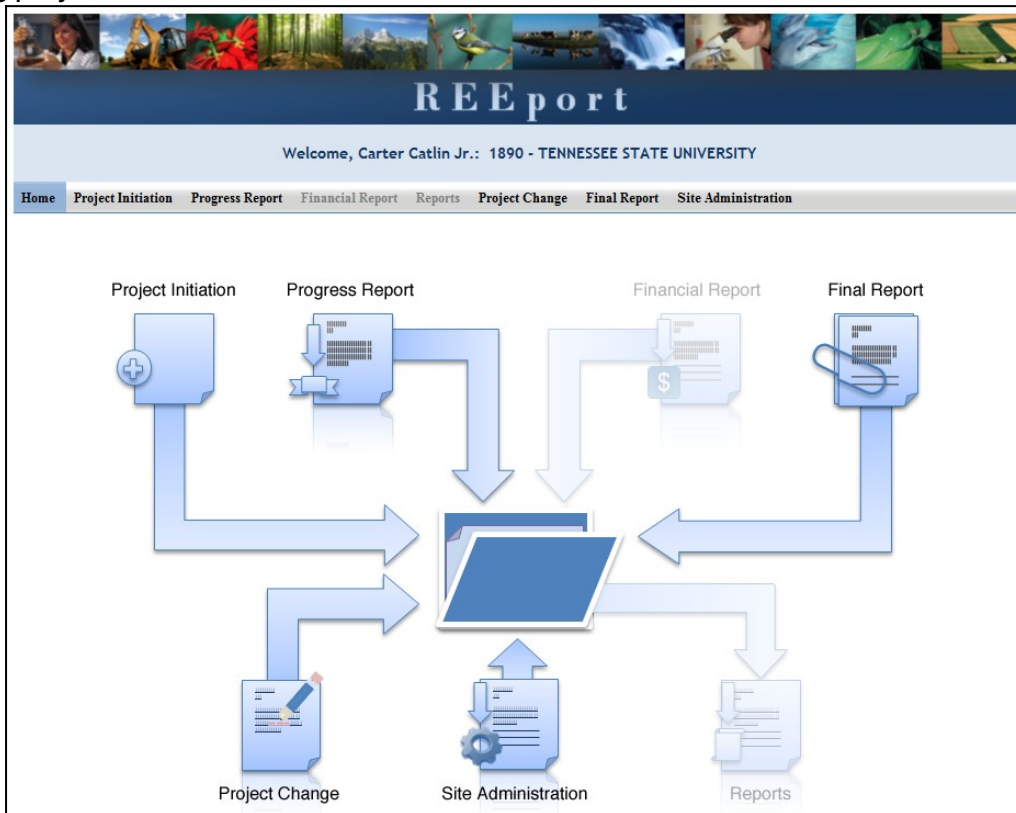 REEport
Welcome, Carter Catlin Jr.: 1890 - TENNESSEE STATE UNIVERSITY
Home Project Initiation Progress Report Financial Report Reports Project Change Final Report Site Administration
Project Initiation Progress Report Financial Report Final Report
$
Project Change Site Administration Reports